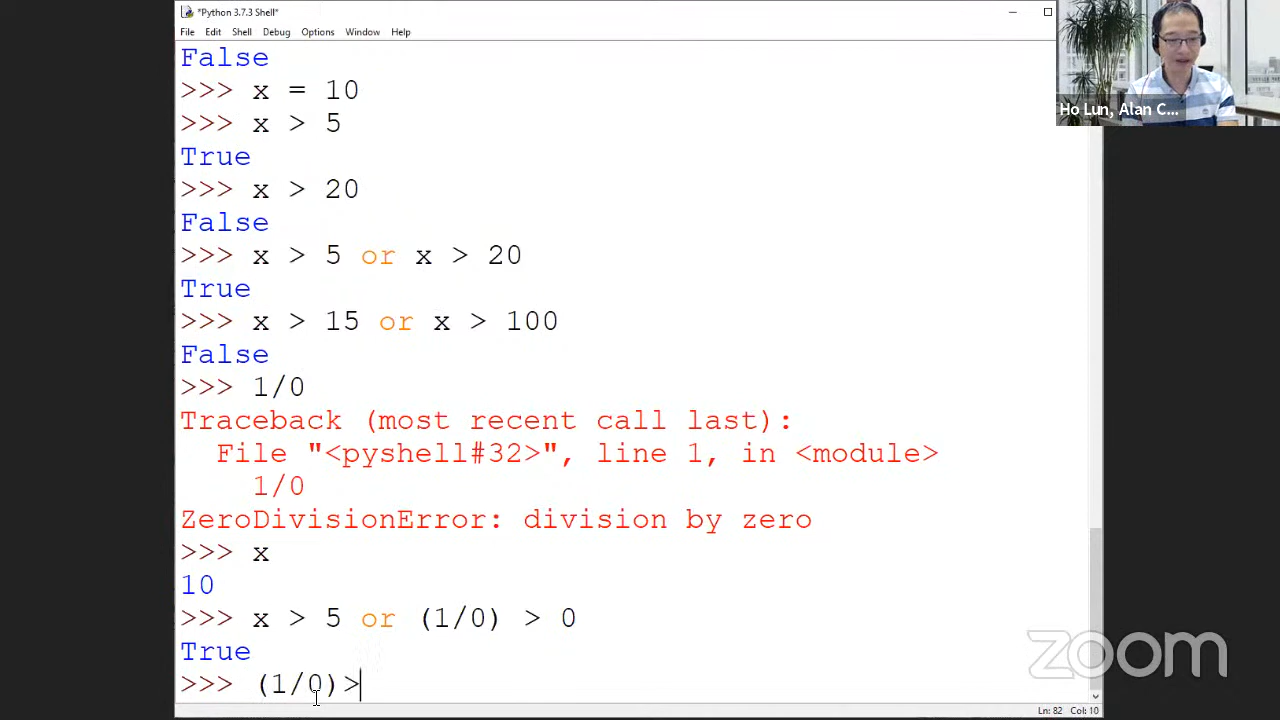 *Python 3.7.3 Shell*
File Edit Shell Debug Options Window Help
False
>>> x = 10
>>> x > 5
True
>>> x > 20
False
>>> x > 5 or x > 20
True
>>> x > 15 or x > 100
False
>>> 1/0
Traceback (most recent call last):
File "<pyshell#32>", line 1, in <module>
1/0
ZeroDivisionError: division by zero
>>> x
10
>>> x > 5 or (1/0) > 0
True
>>> (1/0)>
Ln: 82 Col: 10
Ho Lun, Alan C...
zoom